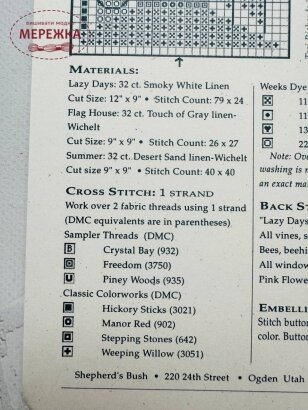 вишивати модно
МЕРЕЖКА
MATERIALS:
Lazy Days: 32 ct. Smoky White Linen
Cut Size: 12" x 9" • Stitch Count: 79 x 24
Flag House: 32 ct. Touch of Gray linen-
Wichelt
Cut Size: 9" x 9" • Stitch Count: 26 x 27
Summer: 32 ct. Desert Sand linen-Wichelt
Cut size 9" x 9" • Stitch Count: 40 x 40
CROSS STITCH: 1 STRAND
Work over 2 fabric threads using 1 strand
(DMC equivalents are in parentheses)
Sampler Threads (DMC)
B Crystal Bay (932)
Freedom (3750)
U Piney Woods (935)
Classic Colorworks (DMC)
Hickory Sticks (3021)
Manor Red (902)
Stepping Stones (642)
Weeping Willow (3051)
Shepherd's Bush • 220 24th Street • Ogden Utah
Weeks Dye
11
11
13
22
Note: Ove
washing is n
an exact ma
BACK ST
"Lazy Days
All vines, s
Bees, beehi
All window
Pink Flowe
EMBELLI
Stitch button
color. Button